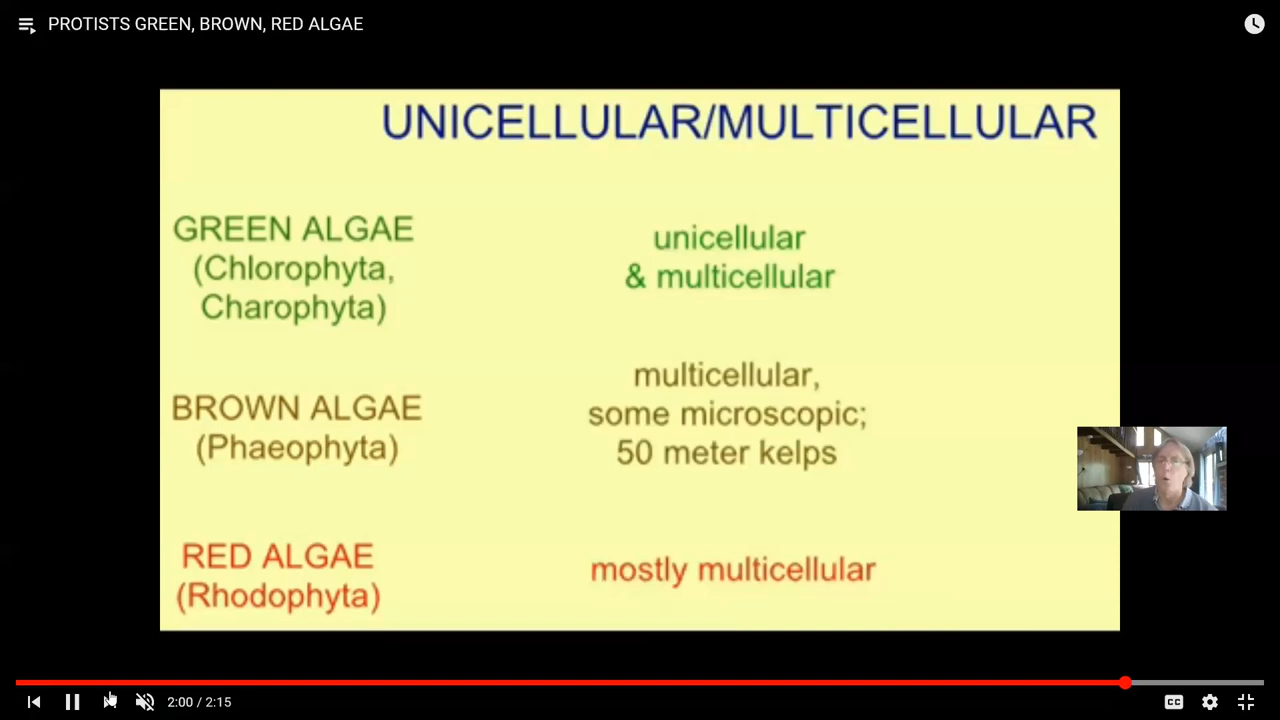 PROTISTS GREEN, BROWN, RED ALGAE
UNICELLULAR/MULTICELLULAR
GREEN ALGAE
(Chlorophyta,
Charophyta)
unicellular
& multicellular
BROWN ALGAE
(Phaeophyta)
multicellular,
some microscopic;
50 meter kelps
RED ALGAE
(Rhodophyta)
mostly multicellular
2:00 / 2:15
CC